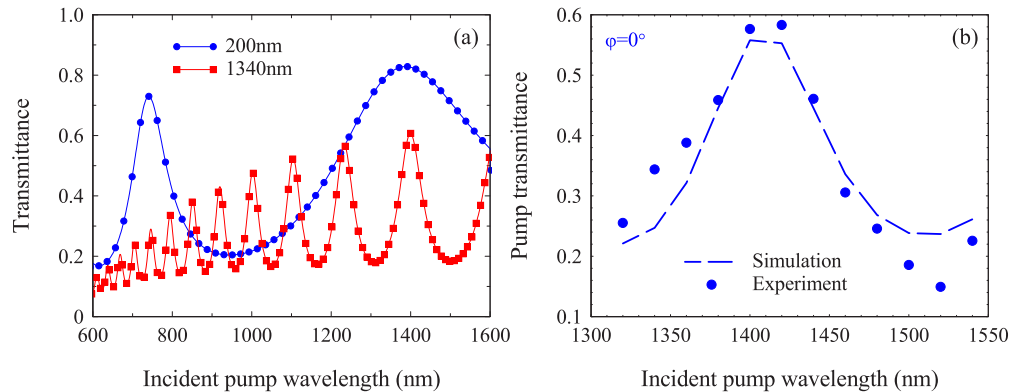 (a)
200nm
1340nm
1.0
0.8
0.6
0.4
0.2
0
600
800
1000
1200
1400
1600
Transmittance
Incident pump wavelength (nm)
(b)
φ=0°
0.6
0.5
0.4
0.3
0.2
0.1
Simulation
Experiment
1300
1350
1400
1450
1500
1550
Pump transmittance
Incident pump wavelength (nm)